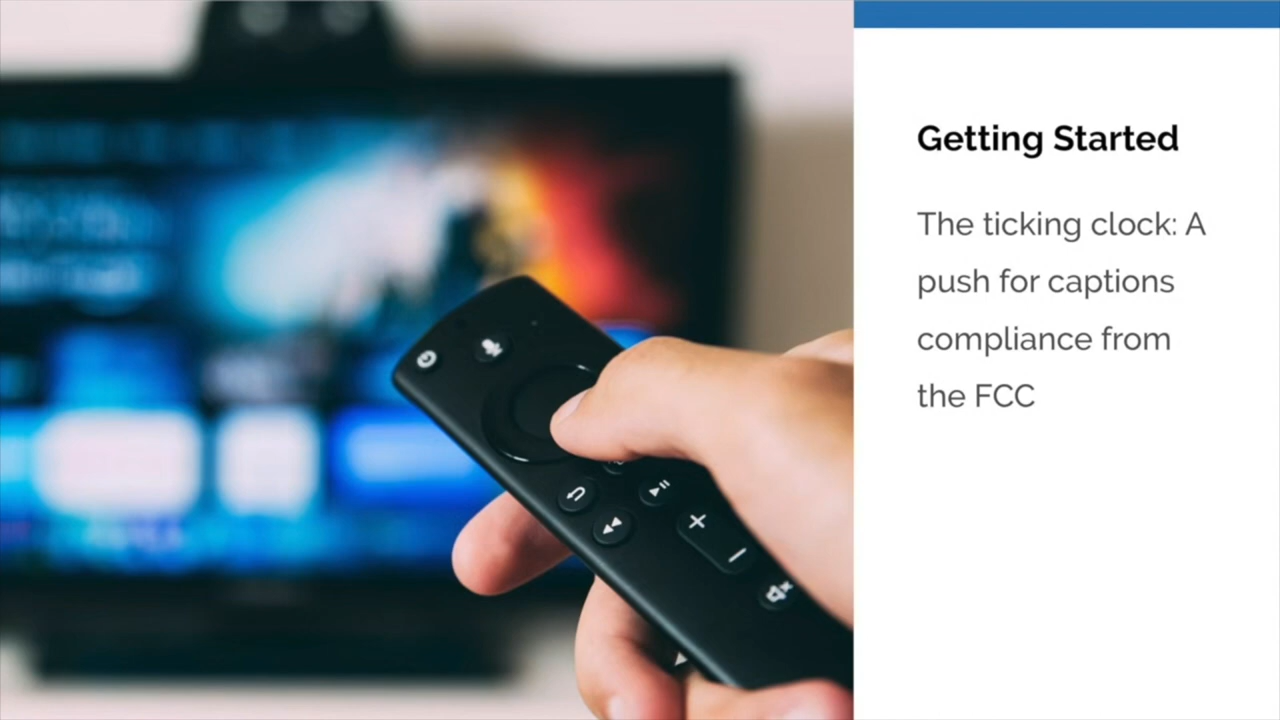 Getting Started
The ticking clock: A
push for captions
compliance from
the FCC